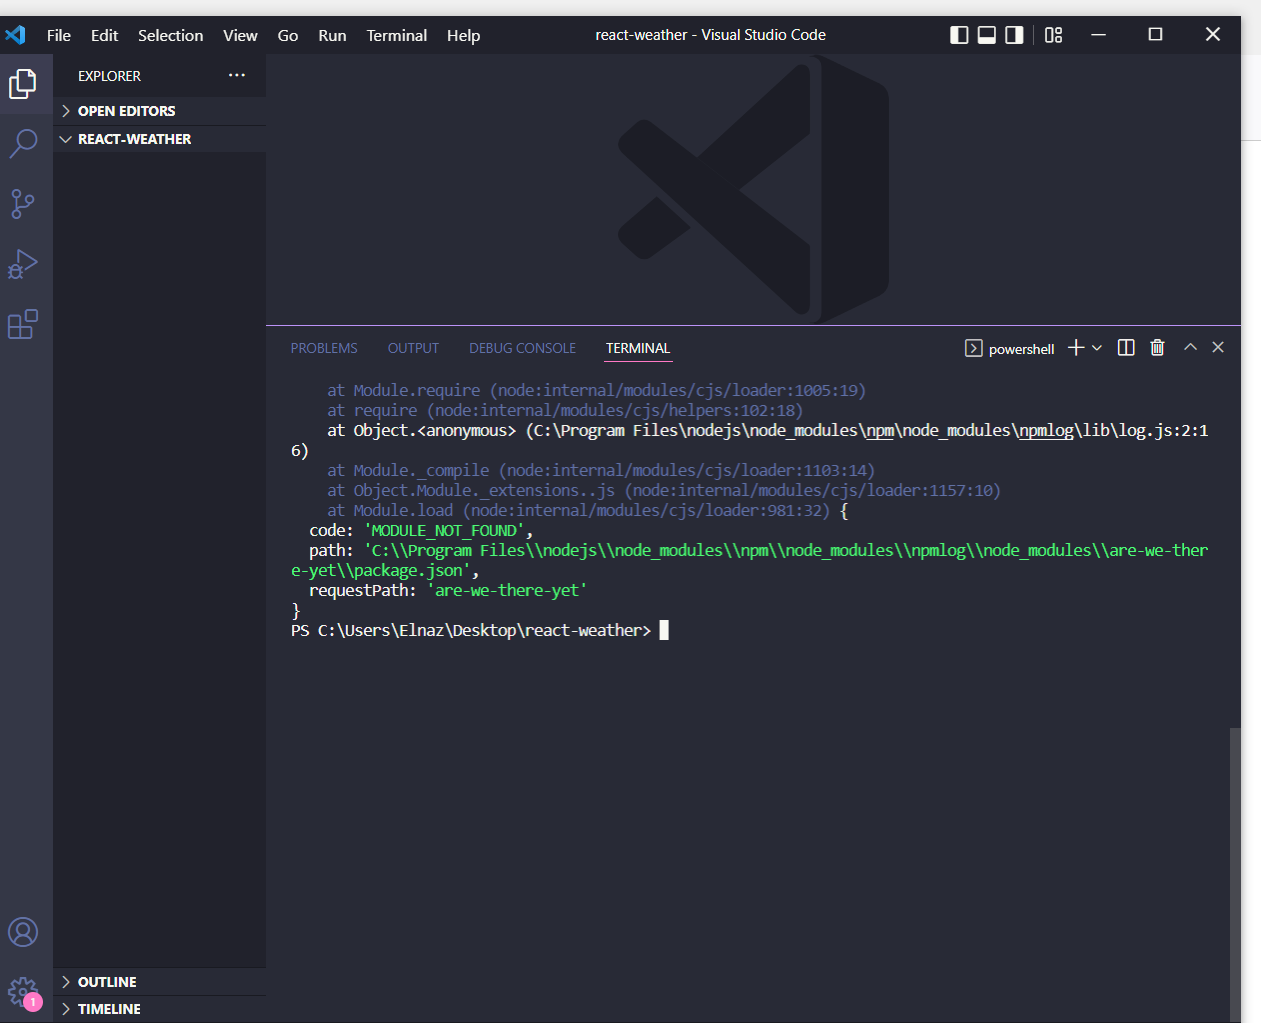 File Edit Selection View Go Run Terminal Help react-weather - Visual Studio Code
EXPLORER ···
OPEN EDITORS
REACT-WEATHER
PROBLEMS OUTPUT DEBUG CONSOLE TERMINAL powershell
at Module.require (node:internal/modules/cjs/loader:1005:19)
at require (node:internal/modules/cjs/helpers:102:18)
at Object.<anonymous> (C:\Program Files\nodejs\node_modules\npm\node_modules\npmlog\lib\log.js:2:1
6)
at Module._compile (node:internal/modules/cjs/loader:1103:14)
at Object.Module._extensions..js (node:internal/modules/cjs/loader:1157:10)
at Module.load (node:internal/modules/cjs/loader:981:32) {
code: 'MODULE_NOT_FOUND',
path: 'C:\\Program Files\\nodejs\\node_modules\\npm\\node_modules\\npmlog\\node_modules\\are-we-ther
e-yet\\package.json',
requestPath: 'are-we-there-yet'
}
PS C:\Users\Elnaz\Desktop\react-weather>
OUTLINE
1
TIMELINE